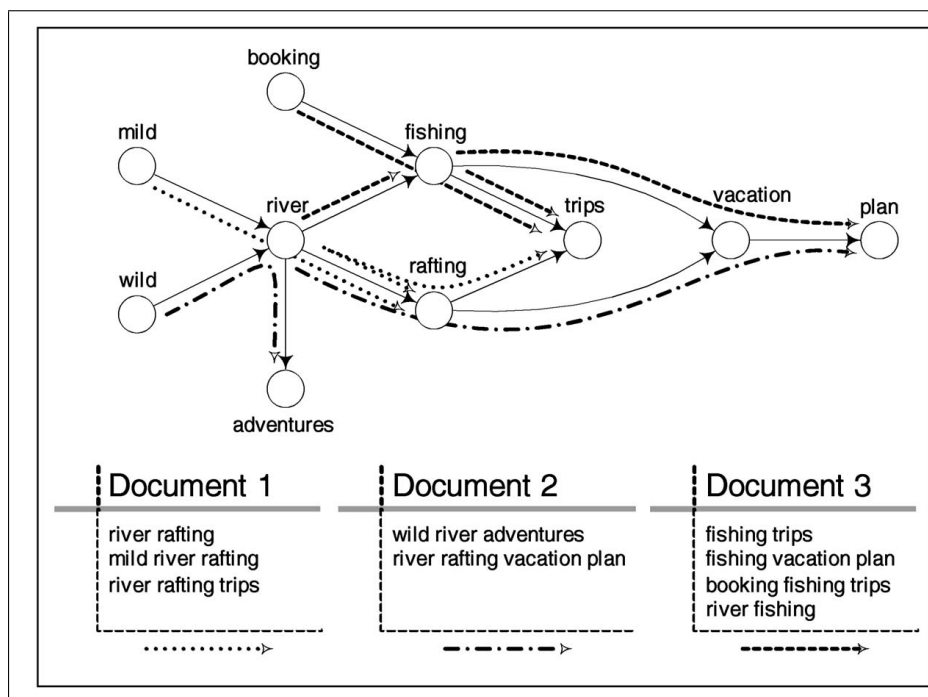 booking
mild
fishing
river
trips
vacation
plan
wild
rafting
adventures
Document 1
river rafting
mild river rafting
river rafting trips
Document 2
wild river adventures
river rafting vacation plan
Document 3
fishing trips
fishing vacation plan
booking fishing trips
river fishing